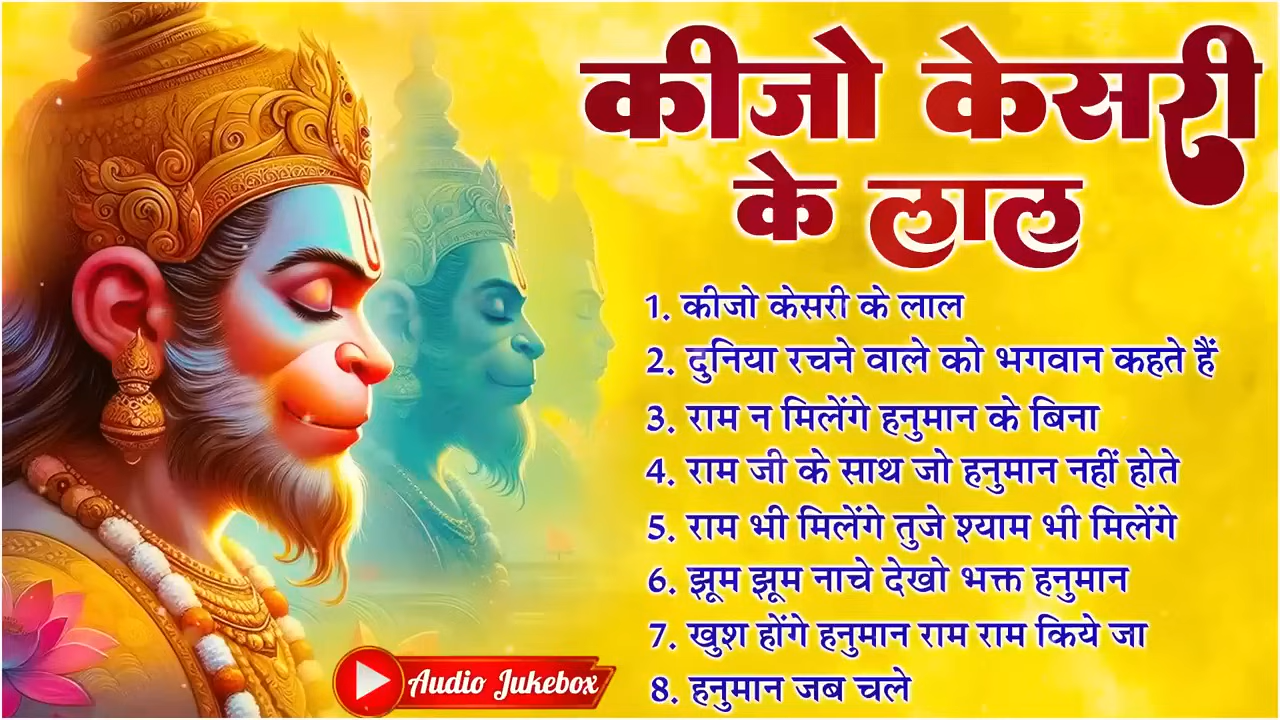 कीजो केसरी
के लाल
1. कीजो केसरी के लाल
2. दुनिया रचने वाले को भगवान कहते हैं
3. राम न मिलेंगे हनुमान के बिना
4. राम जी के साथ जो हनुमान नहीं होते
5. राम भी मिलेंगे तुजे श्याम भी मिलेंगे
6. झूम झूम नाचे देखो भक्त हनुमान
7. खुश होंगे हनुमान राम राम किये जा
8. हनुमान जब चले
Audio Jukebox